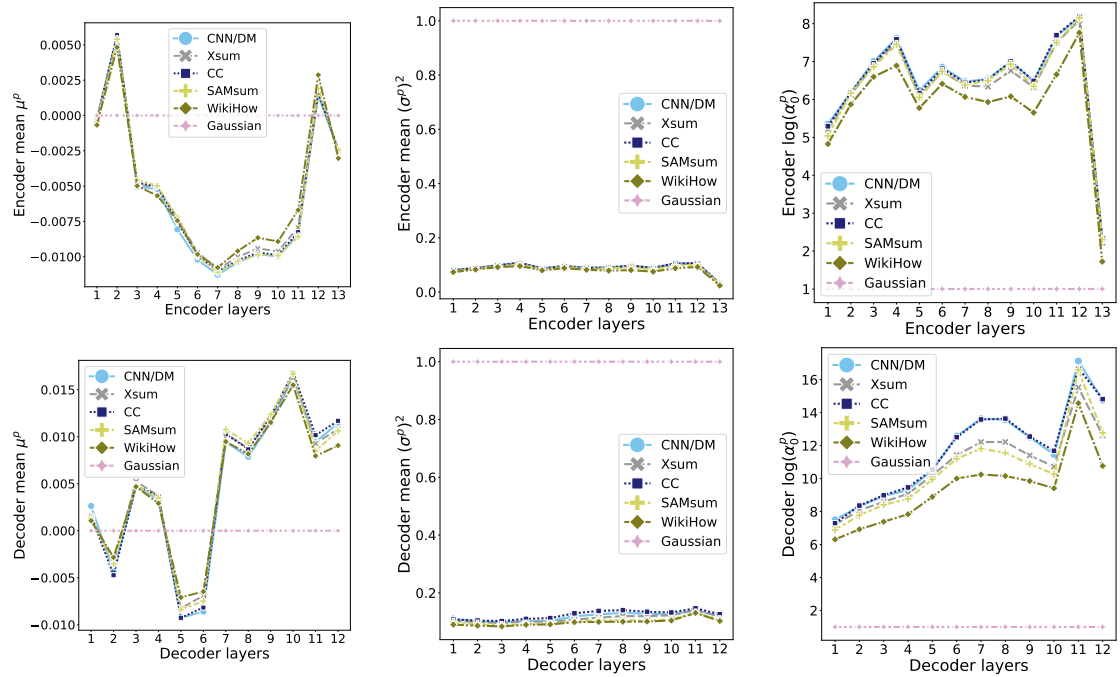 Encoder mean μ^p
0.0050
0.0025
0.0000
−0.0025
−0.0050
−0.0075
−0.0100
CNN/DM
Xsum
CC
SAMsum
WikiHow
Gaussian
1 2 3 4 5 6 7 8 9 10 11 12 13
Encoder layers
Encoder mean (σ^p)^2
1.0
0.8
0.6
0.4
0.2
0.0
CNN/DM
Xsum
CC
SAMsum
WikiHow
Gaussian
1 2 3 4 5 6 7 8 9 10 11 12 13
Encoder layers
Encoder log(α_0^p)
8
7
6
5
4
3
2
1
CNN/DM
Xsum
CC
SAMsum
WikiHow
Gaussian
1 2 3 4 5 6 7 8 9 10 11 12 13
Encoder layers
Decoder mean μ^p
0.015
0.010
0.005
0.000
−0.005
−0.010
CNN/DM
Xsum
CC
SAMsum
WikiHow
Gaussian
1 2 3 4 5 6 7 8 9 10 11 12
Decoder layers
Decoder mean (σ^p)^2
1.0
0.8
0.6
0.4
0.2
CNN/DM
Xsum
CC
SAMsum
WikiHow
Gaussian
1 2 3 4 5 6 7 8 9 10 11 12
Decoder layers
Decoder log(α_0^p)
16
14
12
10
8
6
4
2
CNN/DM
Xsum
CC
SAMsum
WikiHow
Gaussian
1 2 3 4 5 6 7 8 9 10 11 12
Decoder layers